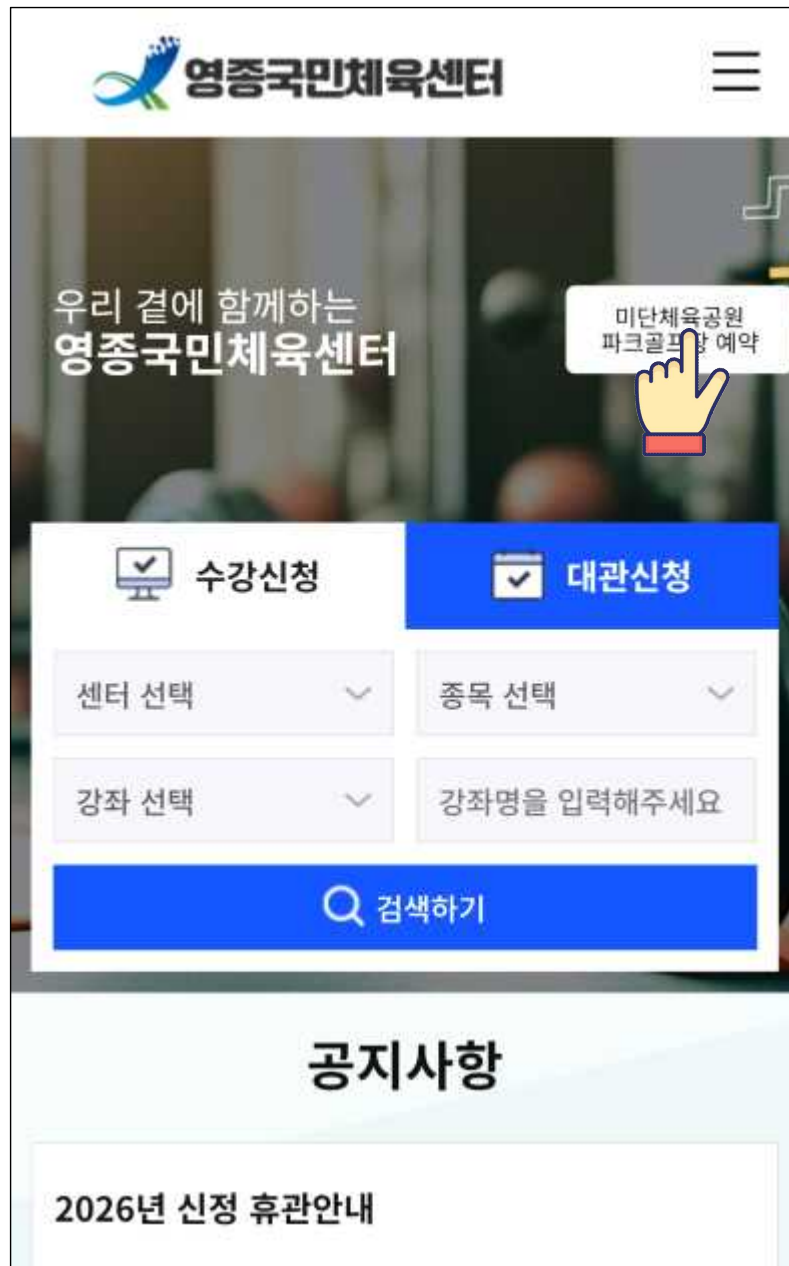 영종국민체육센터
우리 곁에 함께하는
영종국민체육센터
미단체육공원
파크골프장 예약
수강신청
대관신청
센터 선택
종목 선택
강좌 선택
강좌명을 입력해주세요
검색하기
공지사항
2026년 신정 휴관안내